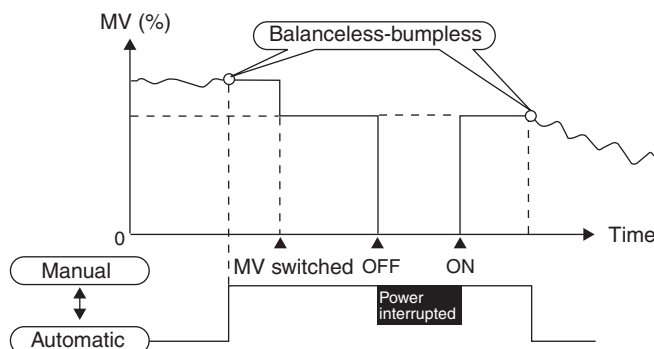 MV (%)
Balanceless-bumpless
0
Time
MV switched OFF ON
Manual
Power
interrupted
Automatic